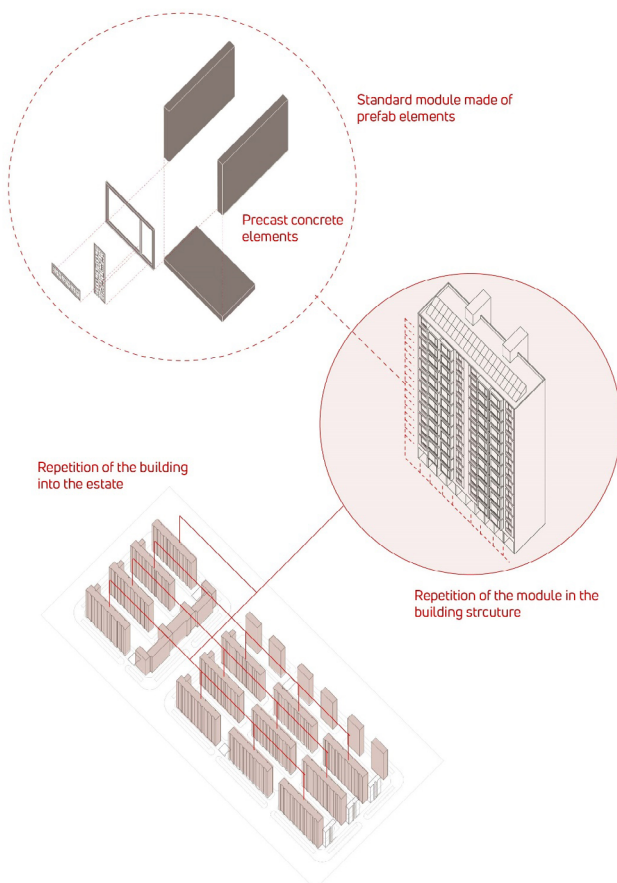 Standard module made of
prefab elements
Precast concrete
elements
Repetition of the building
into the estate
Repetition of the module in the
building strcuture